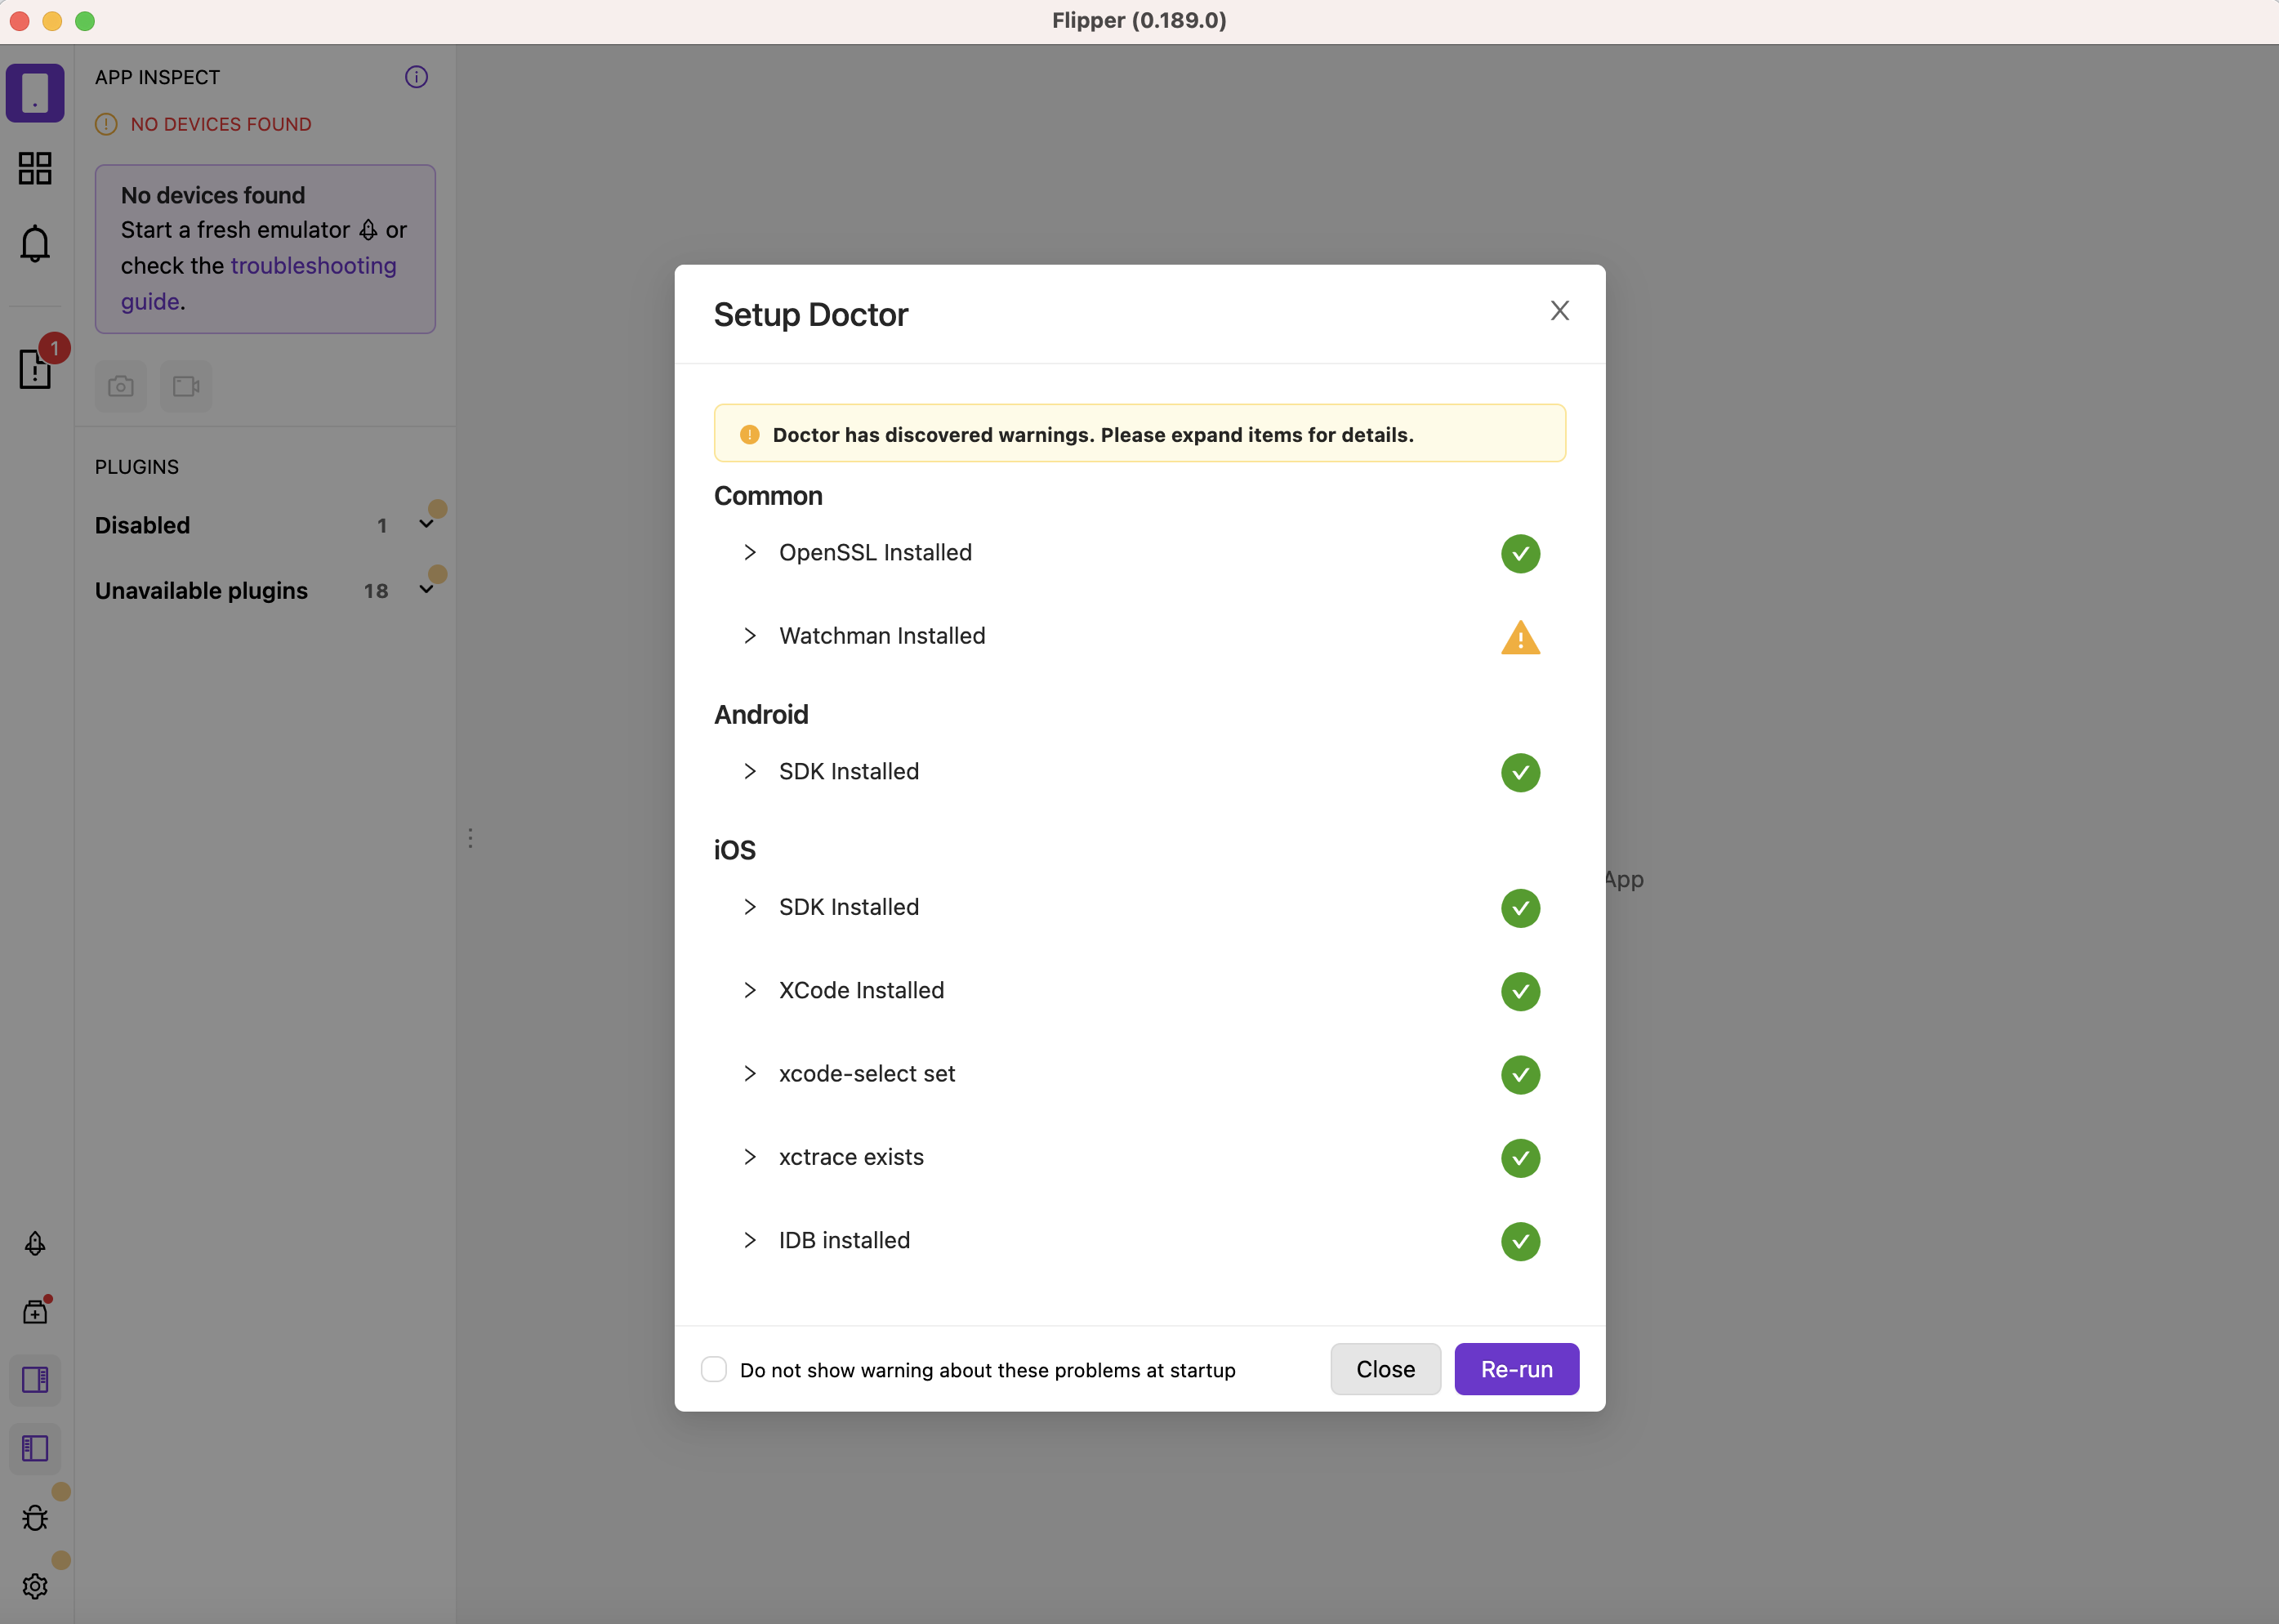 Flipper (0.189.0)
APP INSPECT
NO DEVICES FOUND
No devices found
Start a fresh emulator or
check the troubleshooting
guide.
1
PLUGINS
Disabled 1
Unavailable plugins 18
Setup Doctor
Doctor has discovered warnings. Please expand items for details.
Common
OpenSSL Installed
Watchman Installed
Android
SDK Installed
iOS
SDK Installed
XCode Installed
xcode-select set
xctrace exists
IDB installed
App
Do not show warning about these problems at startup
Close
Re-run